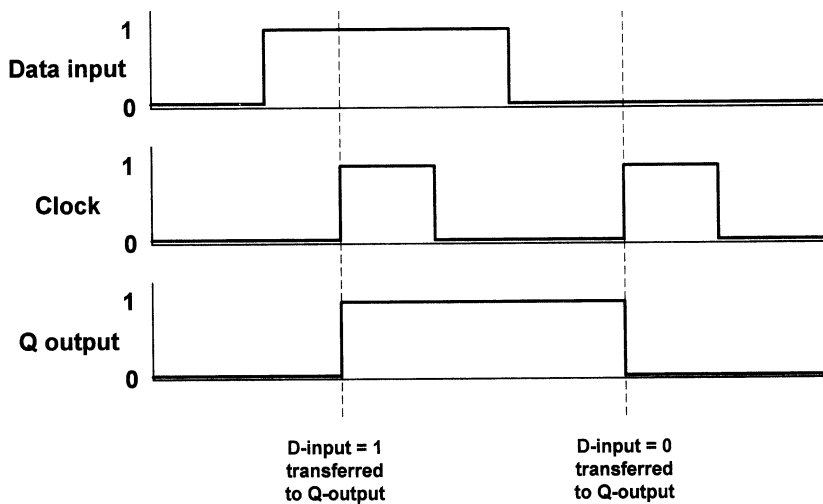 1
Data input
0
1
Clock
0
1
Q output
0
D-input = 1
transferred
to Q-output
D-input = 0
transferred
to Q-output